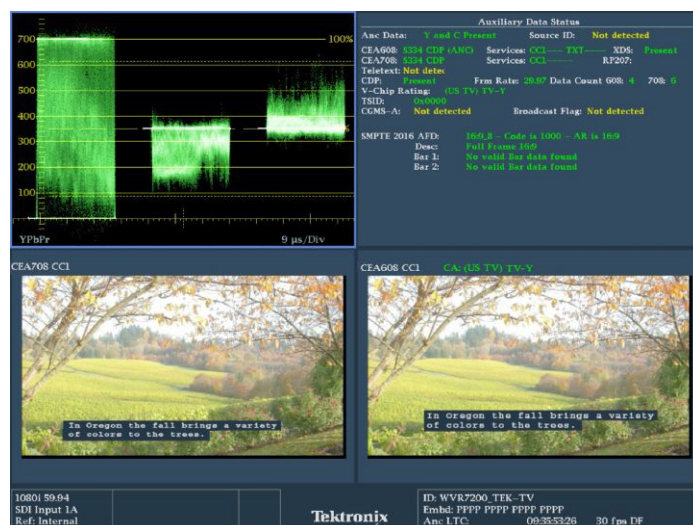 700
600
500
400
300
200
100
100%
YPbPr
9 µs/Div
Auxiliary Data Status
Anc Data: Y and C Present Source ID: Not detected
CEA608: S334 CDP (ANC) Services: CC1--- TXT---- XDS: Present
CEA708: S334 CDP Services: CC1----- RP207:
Teletext: Not detec
CDP: Present Frm Rate: 29.97 Data Count 608: 4 708: 6
V-Chip Rating: (US TV) TV-Y
TSID: 0x0000
CGMS-A: Not detected Broadcast Flag: Not detected
SMPTE 2016 AFD: 16:9_B - Code is 1000 - AR is 16:9
Desc: Full Frame 16:9
Bar 1: No valid Bar data found
Bar 2: No valid Bar data found
CEA708 CC1
In Oregon the fall brings a variety
of colors to the trees.
CEA608 CC1 CA: (US TV) TV-Y
In Oregon the fall brings a variety
of colors to the trees.
1080i 59.94
SDI Input 1A
Ref: Internal
Tektronix
ID: WVR7200_TEK-TV
Embd: PPPP PPPP PPPP PPPP
Anc LTC: 09:35:53:26 30 fps DF